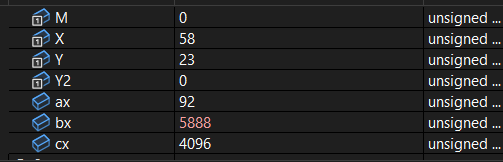 M 0 unsigned ...
X 58 unsigned ...
Y 23 unsigned ...
Y2 0 unsigned ...
ax 92 unsigned ...
bx 5888 unsigned ...
cx 4096 unsigned ...